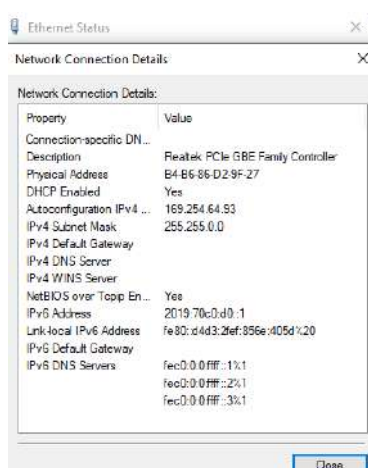 Ethernet Status
Network Connection Details
Network Connection Details:
Property Value
Connection-specific DN...
Description Realtek PCIe GBE Family Controller
Physical Address B4-B6-86-D2-9F-27
DHCP Enabled Yes
Autoconfiguration IPv4 ... 169.254.64.93
IPv4 Subnet Mask 255.255.0.0
IPv4 Default Gateway
IPv4 DNS Server
IPv4 WINS Server
NetBIOS over Tcpip En... Yes
IPv6 Address 2019:70c0:d0::1
Link-local IPv6 Address fe80::d4d3:2fef:856e:405d%20
IPv6 Default Gateway
IPv6 DNS Servers fec0:0:0:ffff::1%1
fec0:0:0:ffff::2%1
fec0:0:0:ffff::3%1
Close